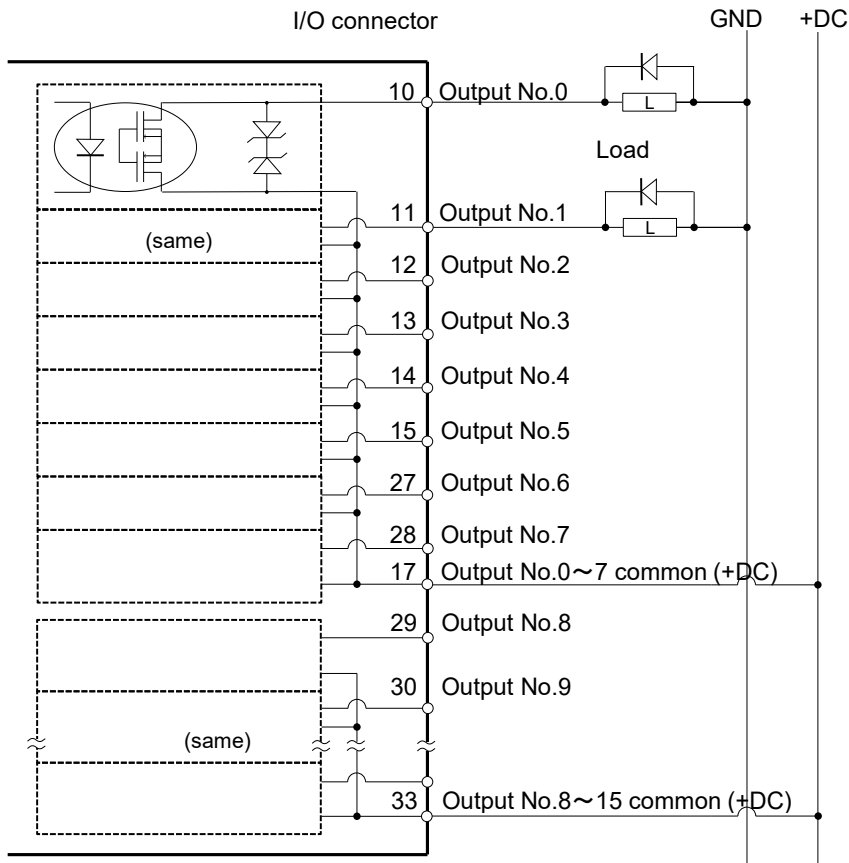 I/O connector
GND
+DC
10 Output No.0
L
Load
11 Output No.1
L
(same)
12 Output No.2
13 Output No.3
14 Output No.4
15 Output No.5
27 Output No.6
28 Output No.7
17 Output No.0～7 common (+DC)
29 Output No.8
30 Output No.9
(same)
33 Output No.8～15 common (+DC)